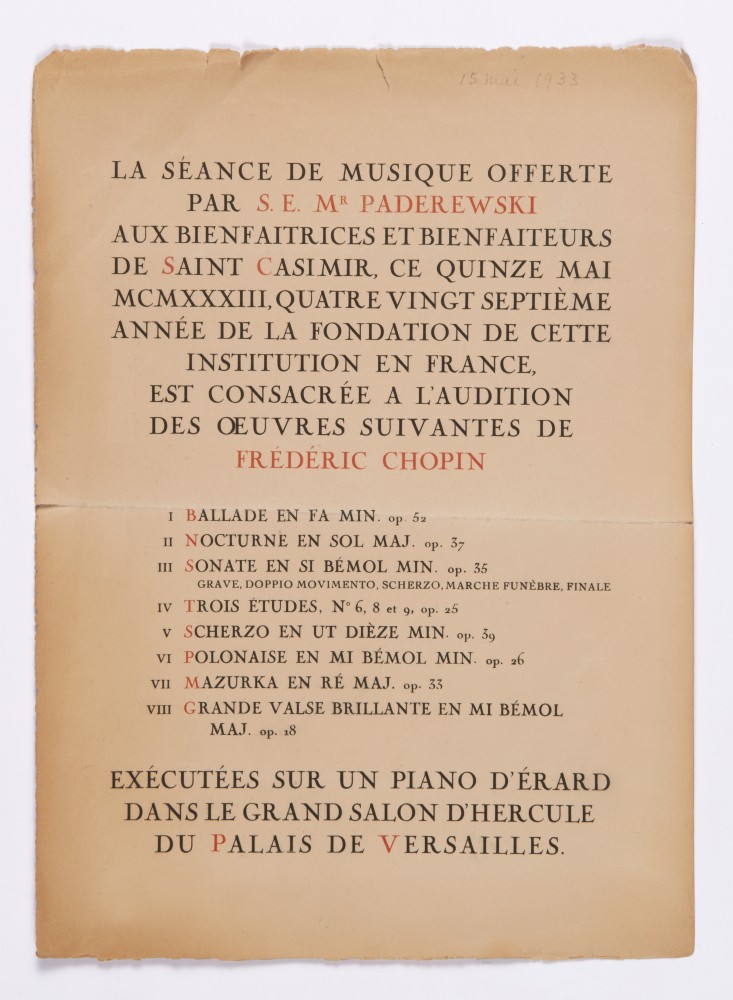 15 mai 1933
LA SÉANCE DE MUSIQUE OFFERTE
PAR S. E. Mʳ PADEREWSKI
AUX BIENFAITRICES ET BIENFAITEURS
DE SAINT CASIMIR, CE QUINZE MAI
MCMXXXIII, QUATRE VINGT SEPTIÈME
ANNÉE DE LA FONDATION DE CETTE
INSTITUTION EN FRANCE,
EST CONSACRÉE A L'AUDITION
DES ŒUVRES SUIVANTES DE
FRÉDÉRIC CHOPIN
I BALLADE EN FA MIN. op. 52
II NOCTURNE EN SOL MAJ. op. 37
III SONATE EN SI BÉMOL MIN. op. 35
GRAVE, DOPPIO MOVIMENTO, SCHERZO, MARCHE FUNÈBRE, FINALE
IV TROIS ÉTUDES, N° 6, 8 et 9, op. 25
V SCHERZO EN UT DIÈZE MIN. op. 39
VI POLONAISE EN MI BÉMOL MIN. op. 26
VII MAZURKA EN RÉ MAJ. op. 33
VIII GRANDE VALSE BRILLANTE EN MI BÉMOL
MAJ. op. 18
EXÉCUTÉES SUR UN PIANO D'ÉRARD
DANS LE GRAND SALON D'HERCULE
DU PALAIS DE VERSAILLES.